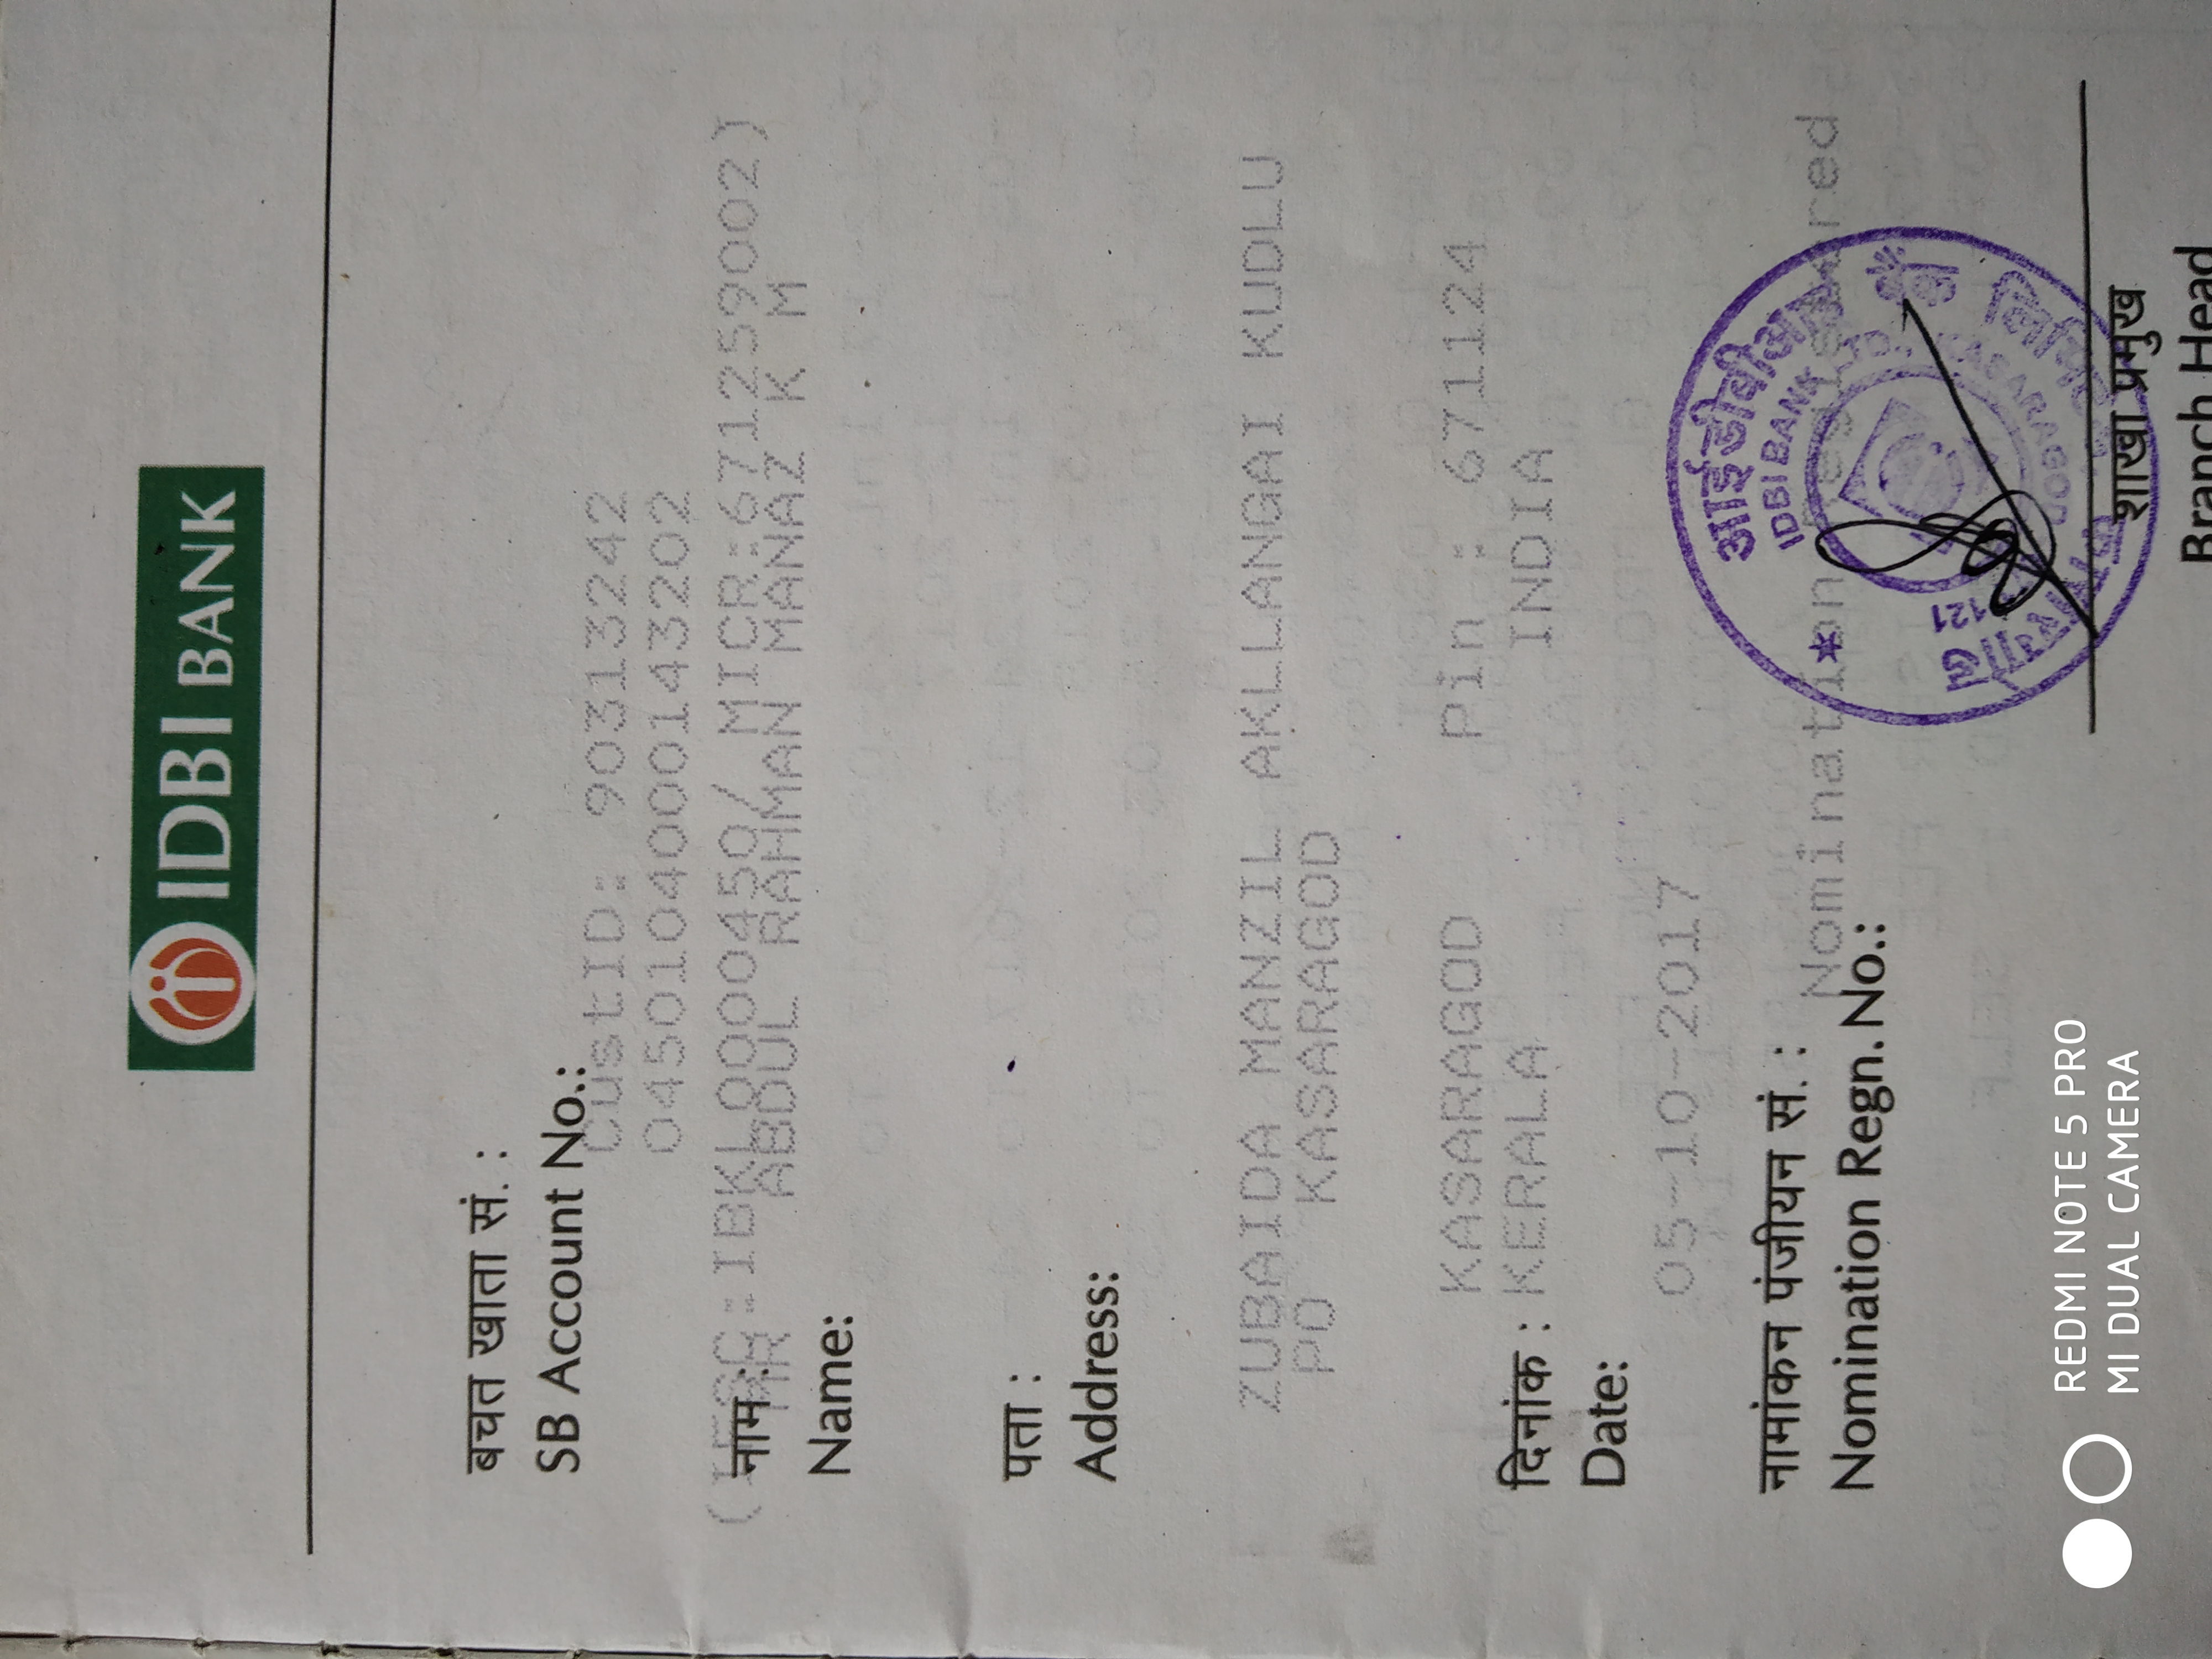 IDBI BANK
बचत खाता सं. :
SB Account No.:
CustID: 90313242
0450104000143202
(IFSC:IBKL0000450/ MICR:671259002)
नाम :
MR ABDUL RAHMAN MANAZ K M
Name:
पता :
Address:
ZUBAIDA MANZIL AKLLANGAI KUDLU
PO KASARAGOD
KASARAGOD Pin : 671124
दिनांक : KERALA INDIA
Date:
05-10-2017
नामांकन पंजीयन सं. :
Nomination Registered
Nomination Regn. No.:
आईडीबीआई
IDBI BANK LTD.
121
KASARAGOD
शाखा प्रमुख
Branch Head
REDMI NOTE 5 PRO
MI DUAL CAMERA